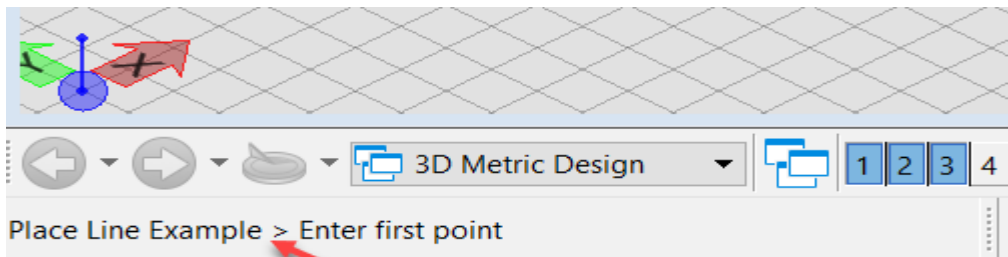 Y X
3D Metric Design 1 2 3 4
Place Line Example > Enter first point